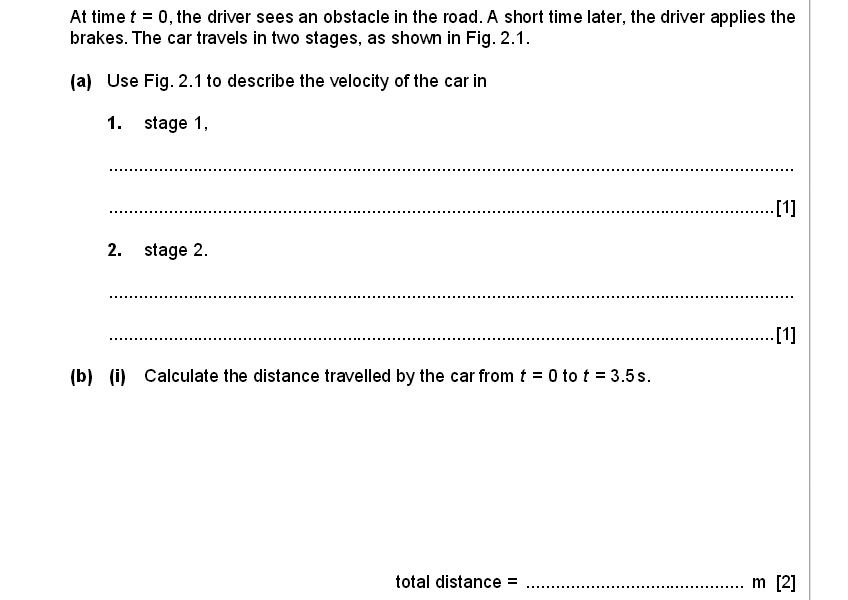 At time t = 0, the driver sees an obstacle in the road. A short time later, the driver applies the
brakes. The car travels in two stages, as shown in Fig. 2.1.
(a) Use Fig. 2.1 to describe the velocity of the car in
1. stage 1,
..........................................................................................................................................
......................................................................................................................................[1]
2. stage 2.
..........................................................................................................................................
......................................................................................................................................[1]
(b) (i) Calculate the distance travelled by the car from t = 0 to t = 3.5 s.
total distance = ............................................ m [2]